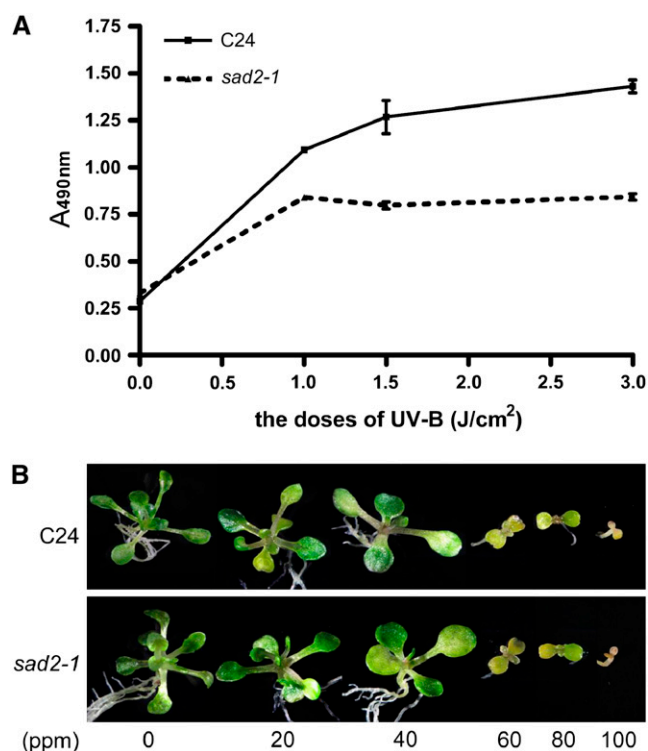 A
1.75
1.50
1.25
1.00
0.75
0.50
0.25
0.00
A490nm
C24
sad2-1
0.0 0.5 1.0 1.5 2.0 2.5 3.0
the doses of UV-B (J/cm²)
B
C24
sad2-1
(ppm) 0 20 40 60 80 100